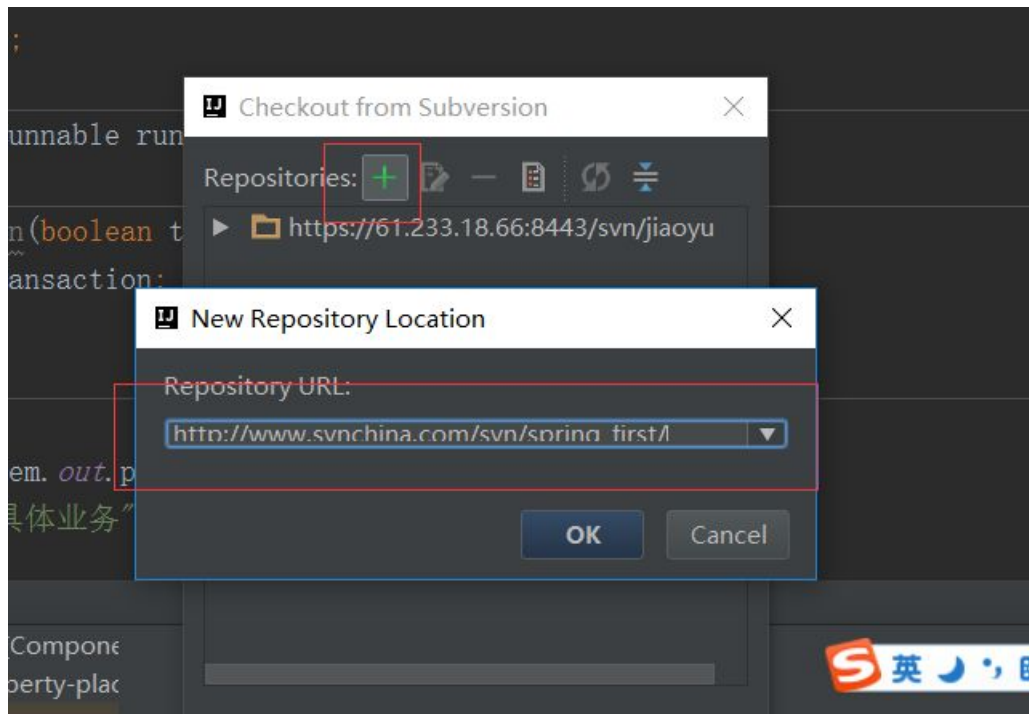 ;
Checkout from Subversion
unnable run
Repositories:
n(boolean t
https://61.233.18.66:8443/svn/jiaoyu
ansaction;
New Repository Location
Repository URL:
http://www.svnchina.com/svn/spring_first/
em.out.p
具体业务"
OK
Cancel
Compone
perty-plac
英